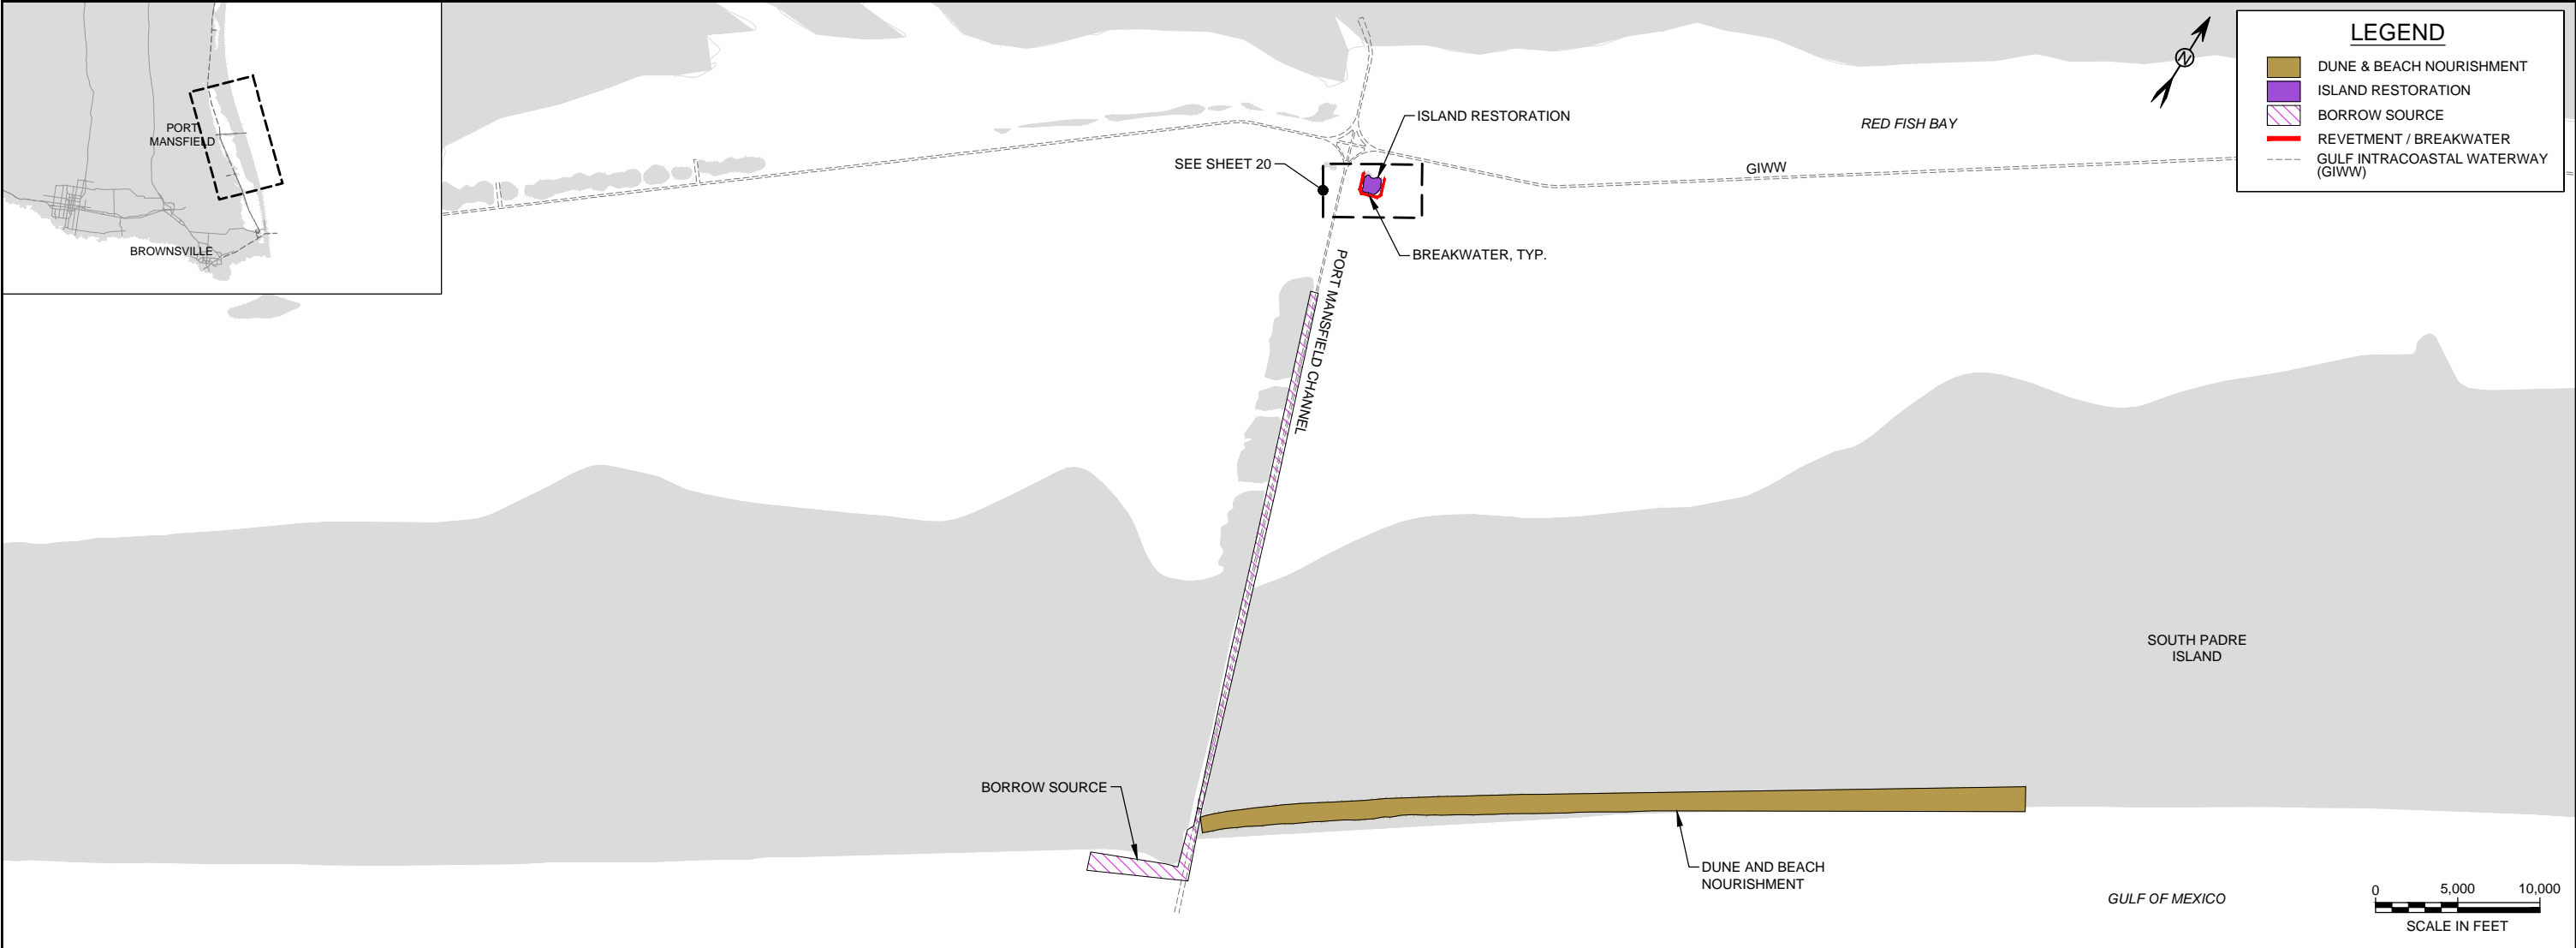 PORT
MANSFIELD
BROWNSVILLE
ISLAND RESTORATION
SEE SHEET 20
BREAKWATER, TYP.
RED FISH BAY
GIWW
N
LEGEND
DUNE & BEACH NOURISHMENT
ISLAND RESTORATION
BORROW SOURCE
REVETMENT / BREAKWATER
GULF INTRACOASTAL WATERWAY
(GIWW)
PORT MANSFIELD CHANNEL
SOUTH PADRE
ISLAND
BORROW SOURCE
DUNE AND BEACH
NOURISHMENT
GULF OF MEXICO
0 5,000 10,000
SCALE IN FEET